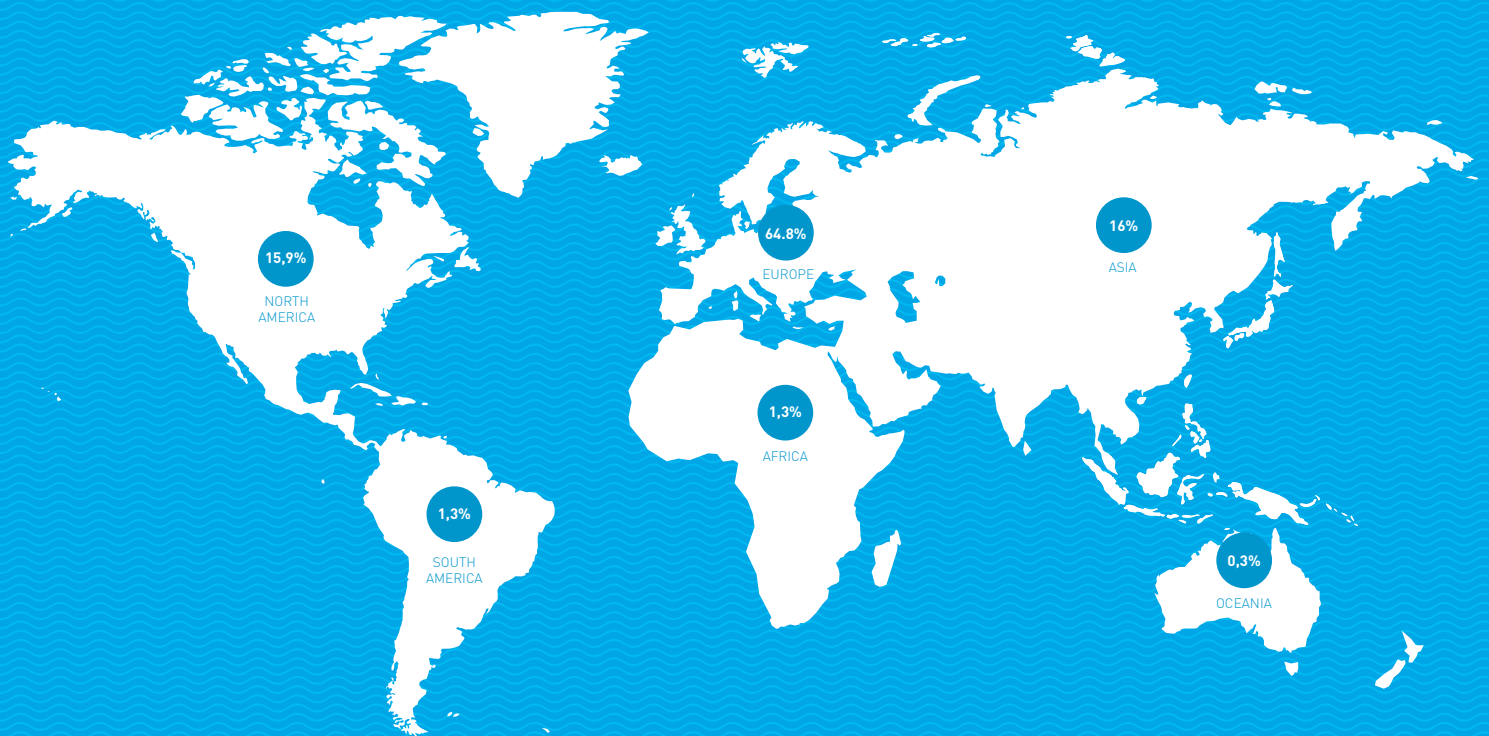 15,9%
NORTH
AMERICA
64.8%
EUROPE
16%
ASIA
1,3%
AFRICA
1,3%
SOUTH
AMERICA
0,3%
OCEANIA